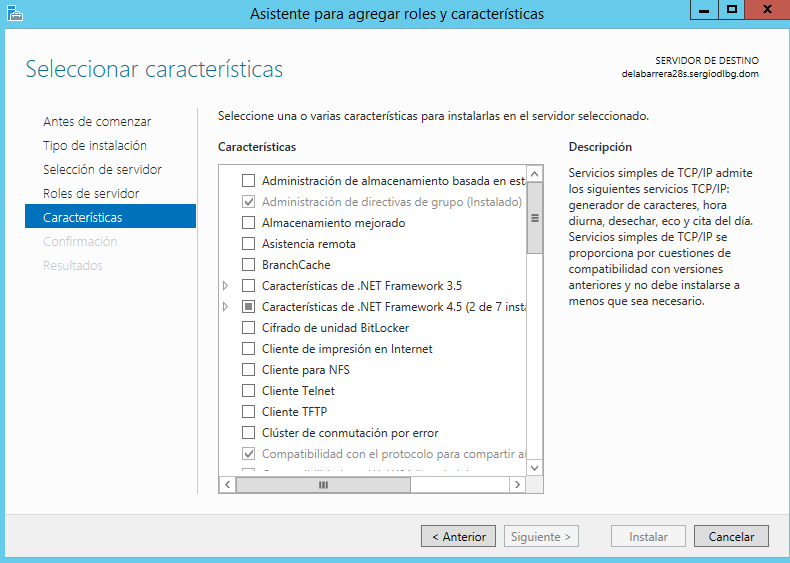 Asistente para agregar roles y características
Seleccionar características
SERVIDOR DE DESTINO
delabarrera28s.sergiodlbg.dom
Antes de comenzar
Tipo de instalación
Selección de servidor
Roles de servidor
Características
Confirmación
Resultados
Seleccione una o varias características para instalarlas en el servidor seleccionado.
Características
Administración de almacenamiento basada en est
Administración de directivas de grupo (Instalado)
Almacenamiento mejorado
Asistencia remota
BranchCache
Características de .NET Framework 3.5
Características de .NET Framework 4.5 (2 de 7 insta
Cifrado de unidad BitLocker
Cliente de impresión en Internet
Cliente para NFS
Cliente Telnet
Cliente TFTP
Clúster de conmutación por error
Compatibilidad con el protocolo para compartir a
Descripción
Servicios simples de TCP/IP admite
los siguientes servicios TCP/IP:
generador de caracteres, hora
diurna, desechar, eco y cita del día.
Servicios simples de TCP/IP se
proporciona por cuestiones de
compatibilidad con versiones
anteriores y no debe instalarse a
menos que sea necesario.
< Anterior
Siguiente >
Instalar
Cancelar